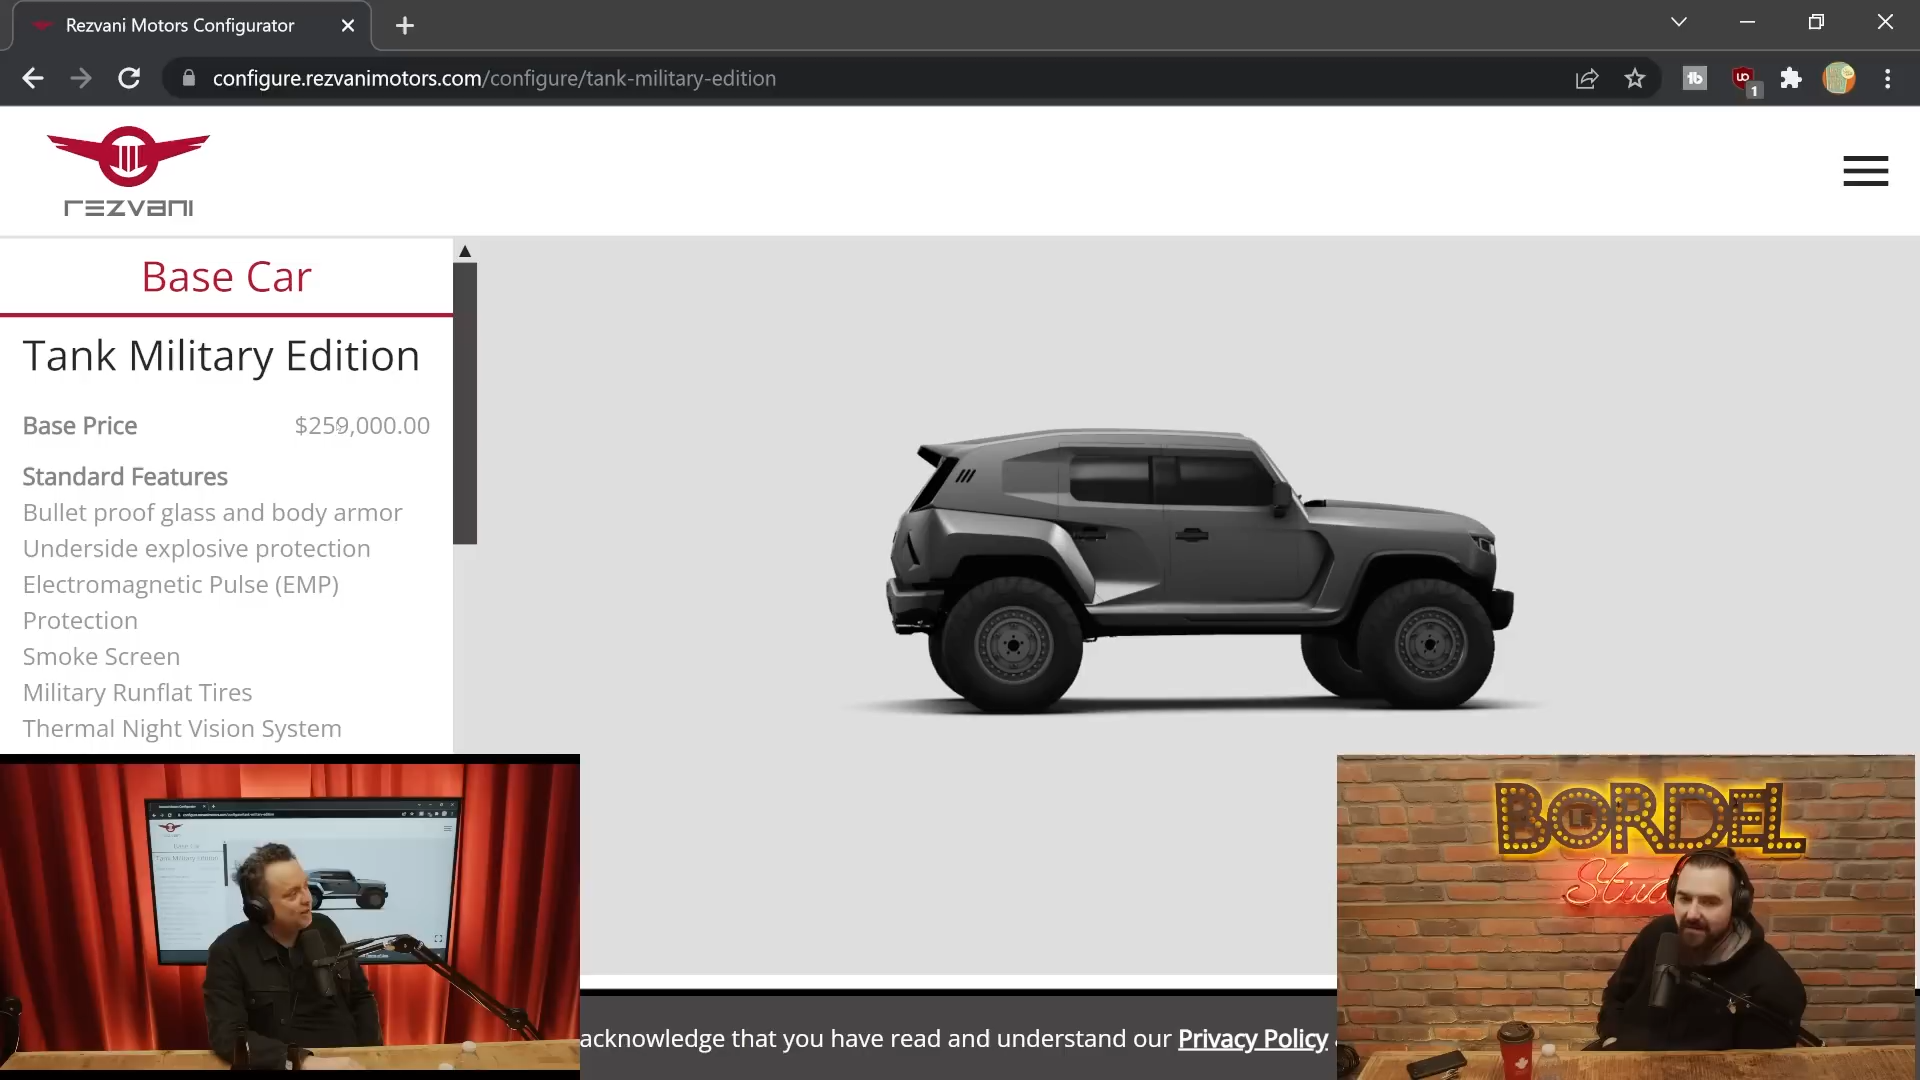 Rezvani Motors Configurator
configure.rezvanimotors.com/configure/tank-military-edition
1
rezvani
Base Car
Tank Military Edition
Base Price $259,000.00
Standard Features
Bullet proof glass and body armor
Underside explosive protection
Electromagnetic Pulse (EMP)
Protection
Smoke Screen
Military Runflat Tires
Thermal Night Vision System
BORDEL
acknowledge that you have read and understand our Privacy Policy